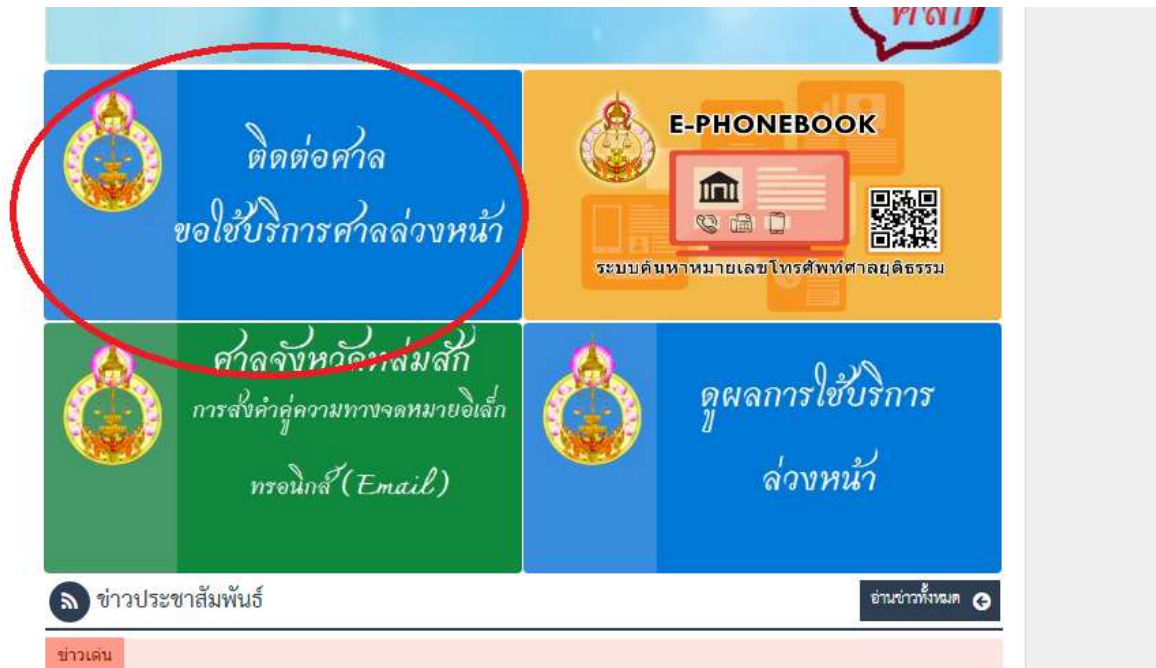 คลิก
ติดต่อศาล
ขอใช้บริการศาลล่วงหน้า
E-PHONEBOOK
ระบบค้นหาหมายเลขโทรศัพท์ศาลยุติธรรม
ศาลจังหวัดหล่มสัก
การส่งคำคู่ความทางจดหมายอิเล็ก
ทรอนิกส์ (Email)
ดูผลการใช้บริการ
ล่วงหน้า
ข่าวประชาสัมพันธ์
อ่านข่าวทั้งหมด
ข่าวเด่น